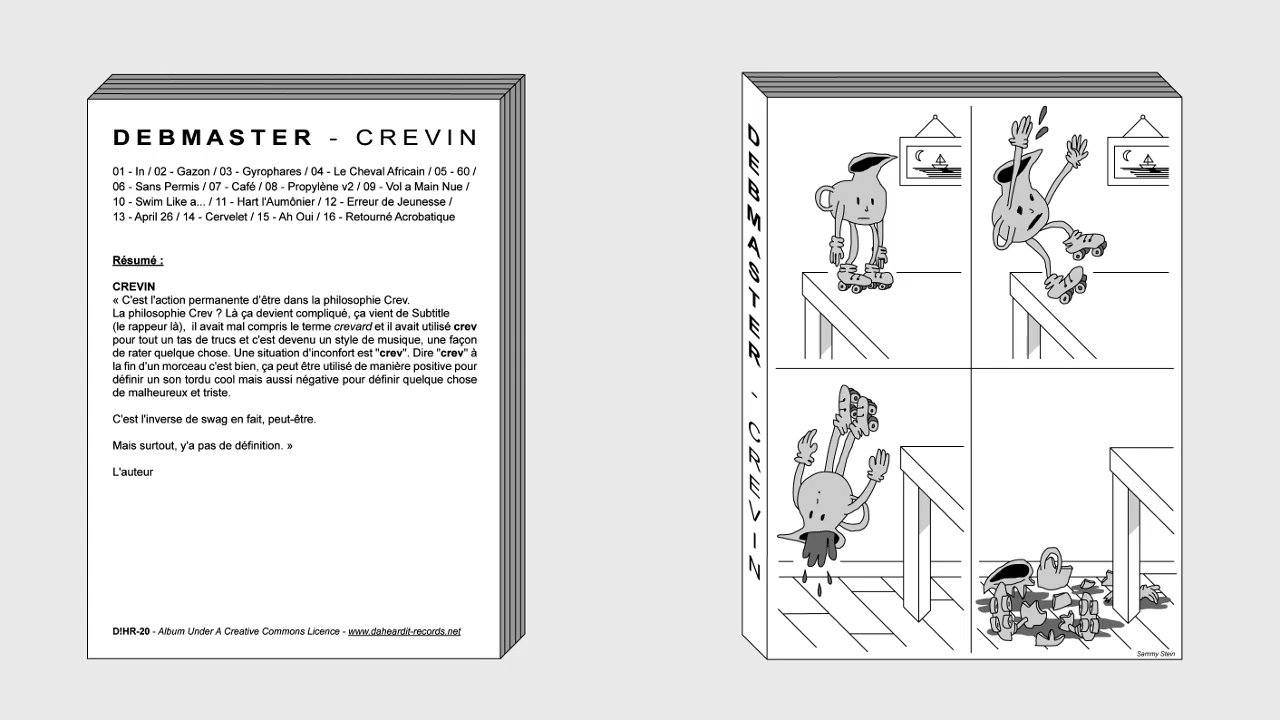 DEBMASTER - CREVIN
01 - In / 02 - Gazon / 03 - Gyrophares / 04 - Le Cheval Africain / 05 - 60 /
06 - Sans Permis / 07 - Café / 08 - Propylène v2 / 09 - Vol a Main Nue /
10 - Swim Like a... / 11 - Hart l'Aumônier / 12 - Erreur de Jeunesse /
13 - April 26 / 14 - Cervelet / 15 - Ah Oui / 16 - Retourné Acrobatique
Résumé :
CREVIN
« C'est l'action permanente d'être dans la philosophie Crev.
La philosophie Crev ? Là ça devient compliqué, ça vient de Subtitle
(le rappeur là), il avait mal compris le terme crevard et il avait utilisé crev
pour tout un tas de trucs et c'est devenu un style de musique, une façon
de rater quelque chose. Une situation d'inconfort est "crev". Dire "crev" à
la fin d'un morceau c'est bien, ça peut être utilisé de manière positive pour
définir un son tordu cool mais aussi négative pour définir quelque chose
de malheureux et triste.
C'est l'inverse de swag en fait, peut-être.
Mais surtout, y'a pas de définition. »
L'auteur
D!HR-20 - Album Under A Creative Commons Licence - www.daheardit-records.net
DEBMASTER - CREVIN
Sammy Stein